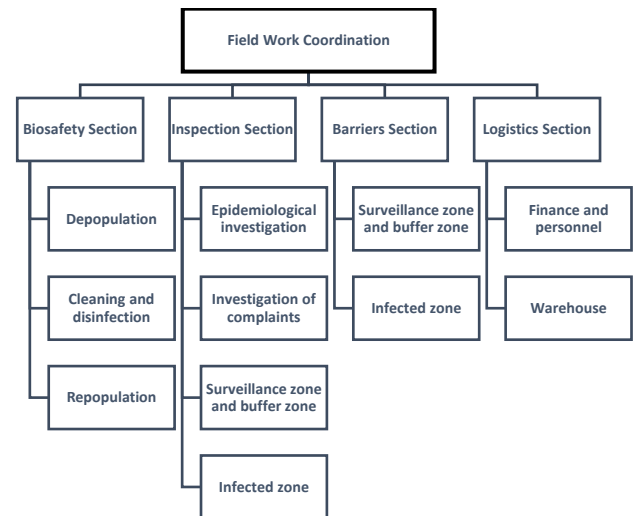 Field Work Coordination
Biosafety Section
Inspection Section
Barriers Section
Logistics Section
Depopulation
Epidemiological
investigation
Surveillance zone
and buffer zone
Finance and
personnel
Cleaning and
disinfection
Investigation of
complaints
Infected zone
Warehouse
Repopulation
Surveillance zone
and buffer zone
Infected zone